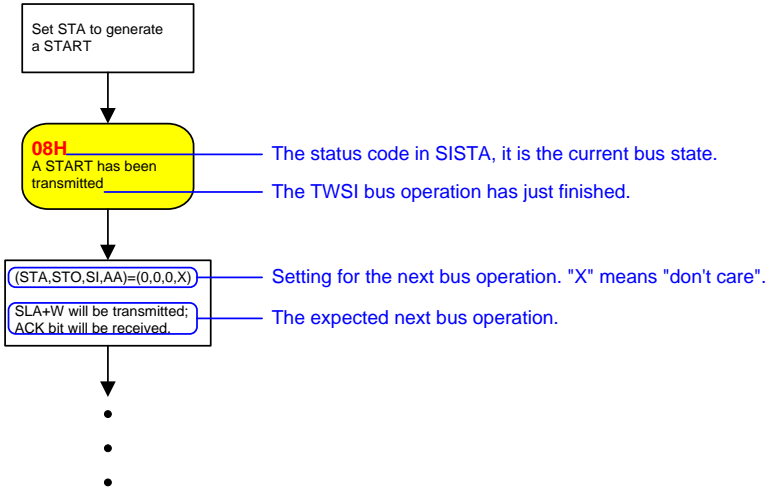 Set STA to generate
a START
08H
A START has been
transmitted
The status code in SISTA, it is the current bus state.
The TWSI bus operation has just finished.
(STA,STO,SI,AA)=(0,0,0,X)
Setting for the next bus operation. "X" means "don't care".
SLA+W will be transmitted;
ACK bit will be received.
The expected next bus operation.